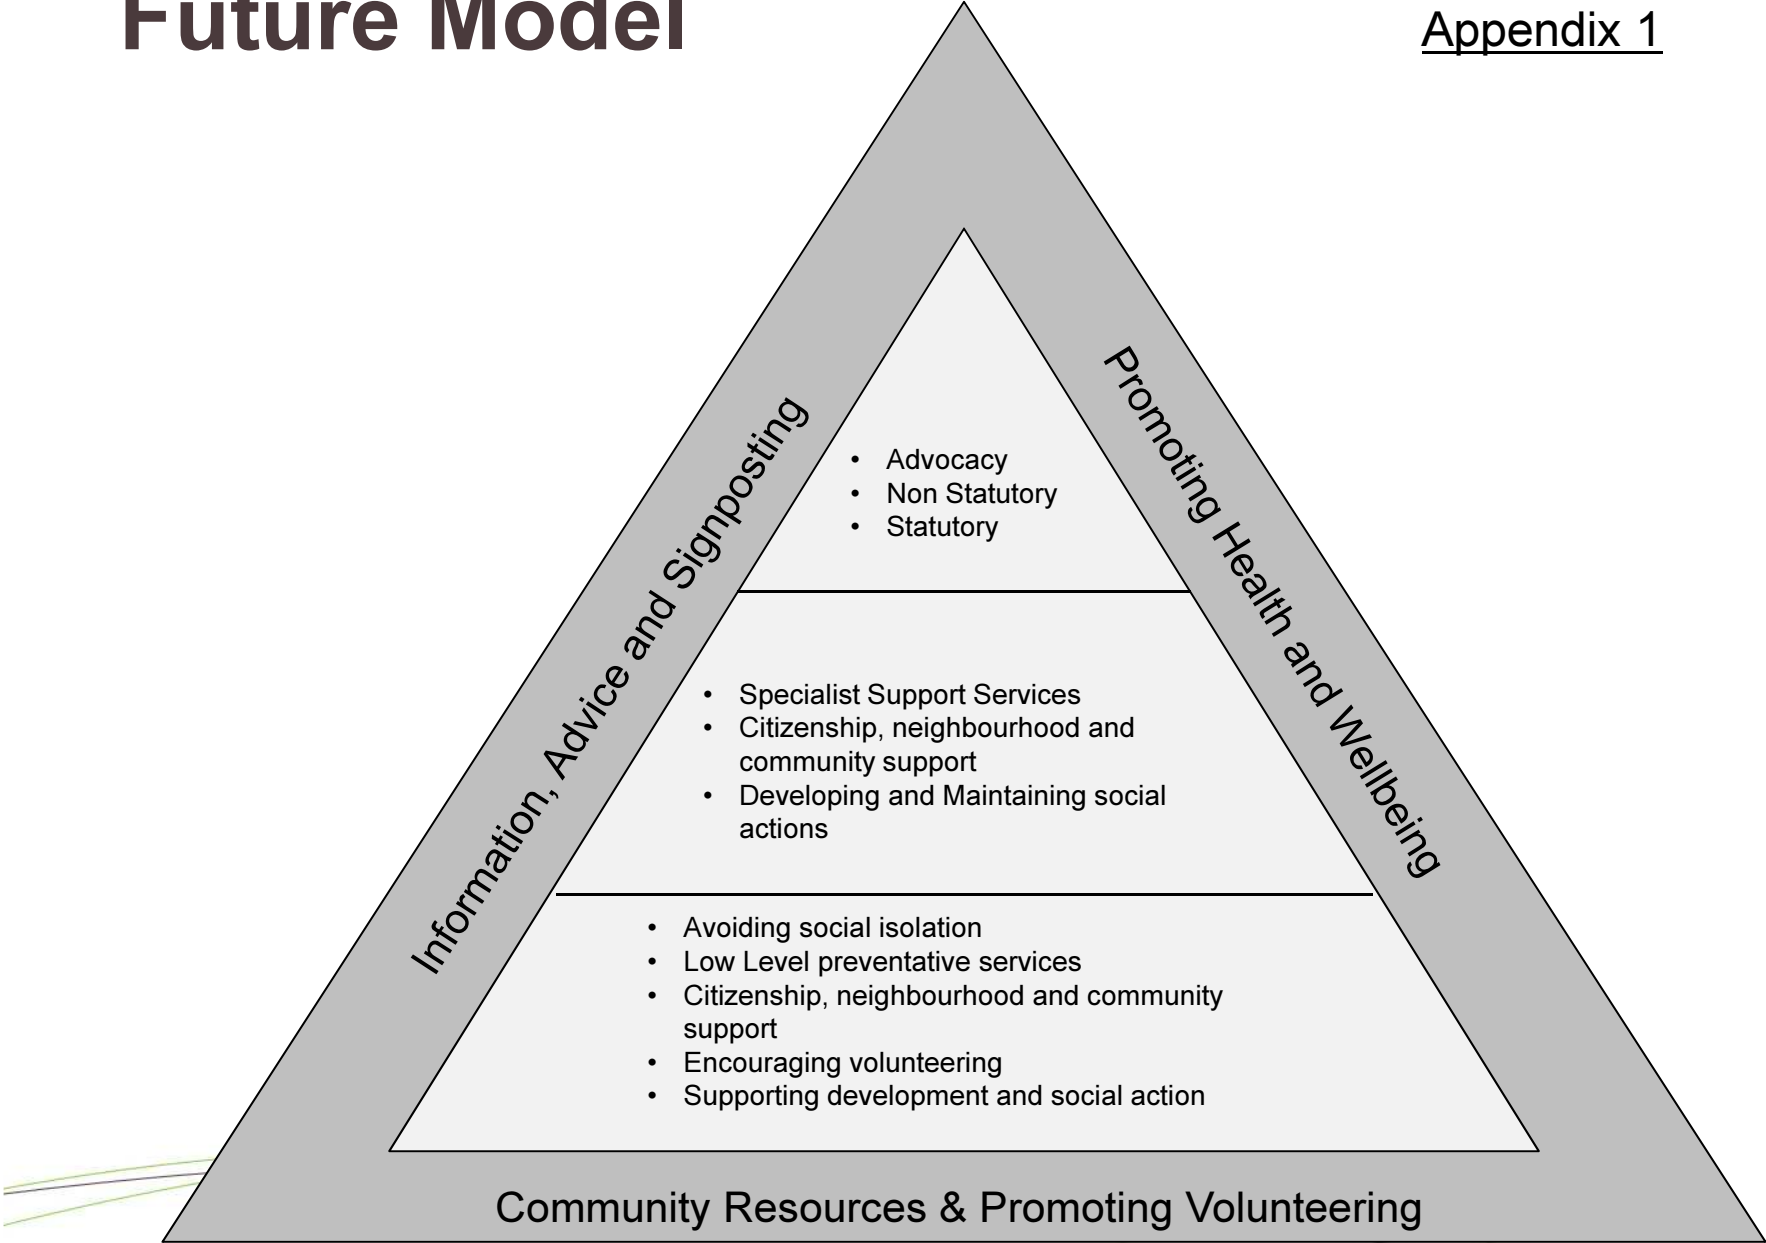 Future Model
Appendix 1
Information, Advice and Signposting
Promoting Health and Wellbeing
• Advocacy
• Non Statutory
• Statutory
• Specialist Support Services
• Citizenship, neighbourhood and
community support
• Developing and Maintaining social
actions
• Avoiding social isolation
• Low Level preventative services
• Citizenship, neighbourhood and community
support
• Encouraging volunteering
• Supporting development and social action
Community Resources & Promoting Volunteering